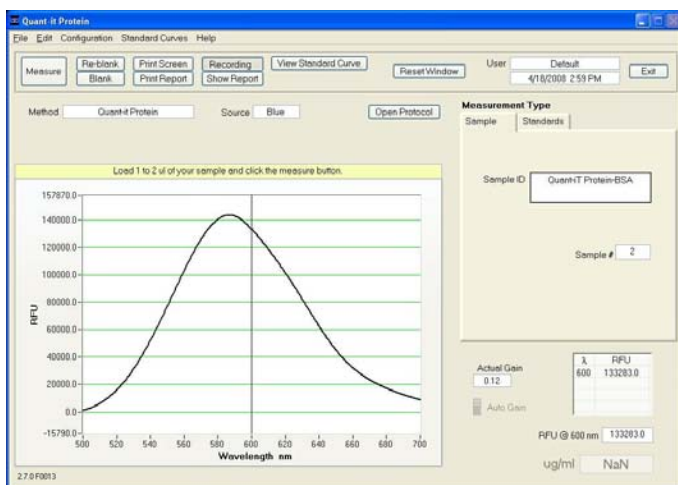 Quant-it Protein
File Edit Configuration Standard Curves Help
Measure Re-blank Print Screen Recording View Standard Curve Reset Window User Default Exit
Blank Print Report Show Report 4/18/2008 2:59 PM
Method Quant-it Protein Source Blue Open Protocol
Measurement Type
Sample Standards
Load 1 to 2 ul of your sample and click the measure button.
Sample ID Quant-iT Protein-BSA
Sample # 2
RFU
157870.0
140000.0
120000.0
100000.0
80000.0
60000.0
40000.0
20000.0
0.0
-15790.0
500 520 540 560 580 600 620 640 660 680 700
Wavelength nm
Actual Gain
0.12
Auto Gain
λ RFU
600 133283.0
RFU @ 600 nm 133283.0
ug/ml NaN
2.7.0 F0013